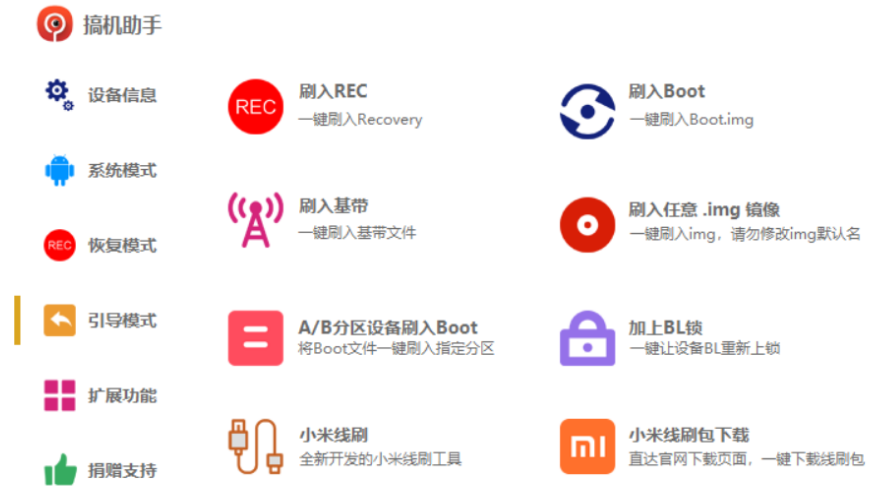 搞机助手
设备信息
系统模式
REC
恢复模式
引导模式
扩展功能
捐赠支持
REC
刷入REC
一键刷入Recovery
刷入Boot
一键刷入Boot.img
刷入基带
一键刷入基带文件
刷入任意 .img 镜像
一键刷入img，请勿修改img默认名
A/B分区设备刷入Boot
将Boot文件一键刷入指定分区
加上BL锁
一键让设备BL重新上锁
小米线刷
全新开发的小米线刷工具
mi
小米线刷包下载
直达官网下载页面，一键下载线刷包